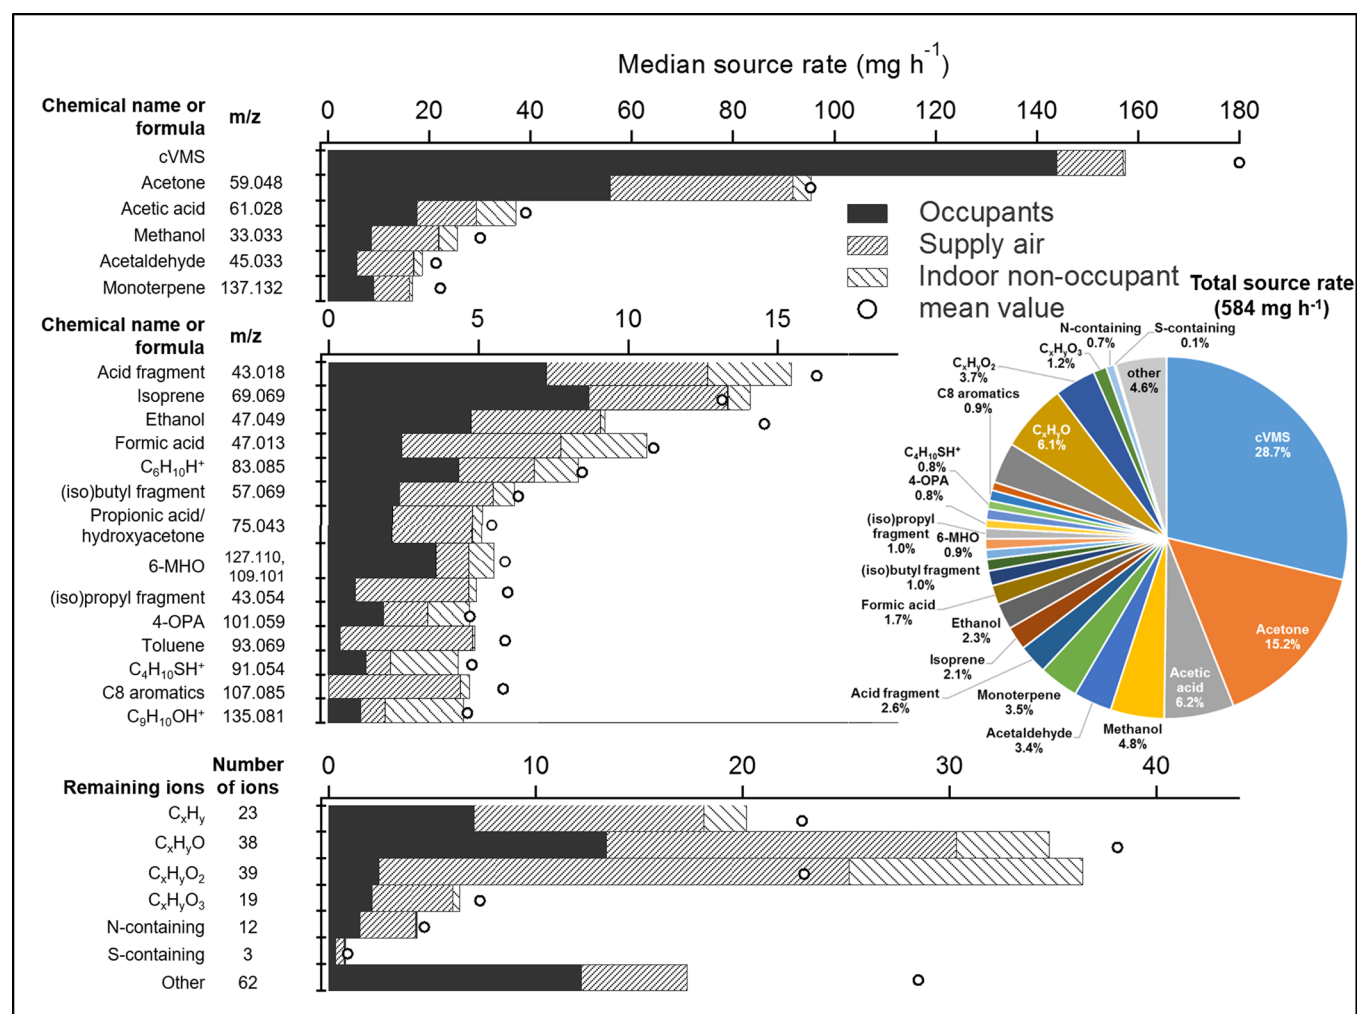 Median source rate (mg h-1)
Chemical name or formula m/z 0 20 40 60 80 100 120 140 160 180
cVMS
Acetone 59.048
Acetic acid 61.028
Methanol 33.033
Acetaldehyde 45.033
Monoterpene 137.132
Occupants
Supply air
Indoor non-occupant
mean value
Chemical name or formula m/z 0 5 10 15
Acid fragment 43.018
Isoprene 69.069
Ethanol 47.049
Formic acid 47.013
C6H10H+ 83.085
(iso)butyl fragment 57.069
Propionic acid/
hydroxyacetone 75.043
6-MHO 127.110,
109.101
(iso)propyl fragment 43.054
4-OPA 101.059
Toluene 93.069
C4H10SH+ 91.054
C8 aromatics 107.085
C9H10OH+ 135.081
Total source rate
(584 mg h-1)
N-containing
0.7%
S-containing
0.1%
CxHyO3
1.2%
CxHyO2
3.7%
other
4.6%
C8 aromatics
0.9%
CxHyO
6.1%
cVMS
28.7%
C4H10SH+
0.8%
4-OPA
0.8%
(iso)propyl
fragment
1.0%
6-MHO
0.9%
(iso)butyl fragment
1.0%
Formic acid
1.7%
Ethanol
2.3%
Isoprene
2.1%
Acid fragment
2.6%
Monoterpene
3.5%
Acetaldehyde
3.4%
Methanol
4.8%
Acetic
acid
6.2%
Acetone
15.2%
Remaining ions Number of ions 0 10 20 30 40
CxHy 23
CxHyO 38
CxHyO2 39
CxHyO3 19
N-containing 12
S-containing 3
Other 62